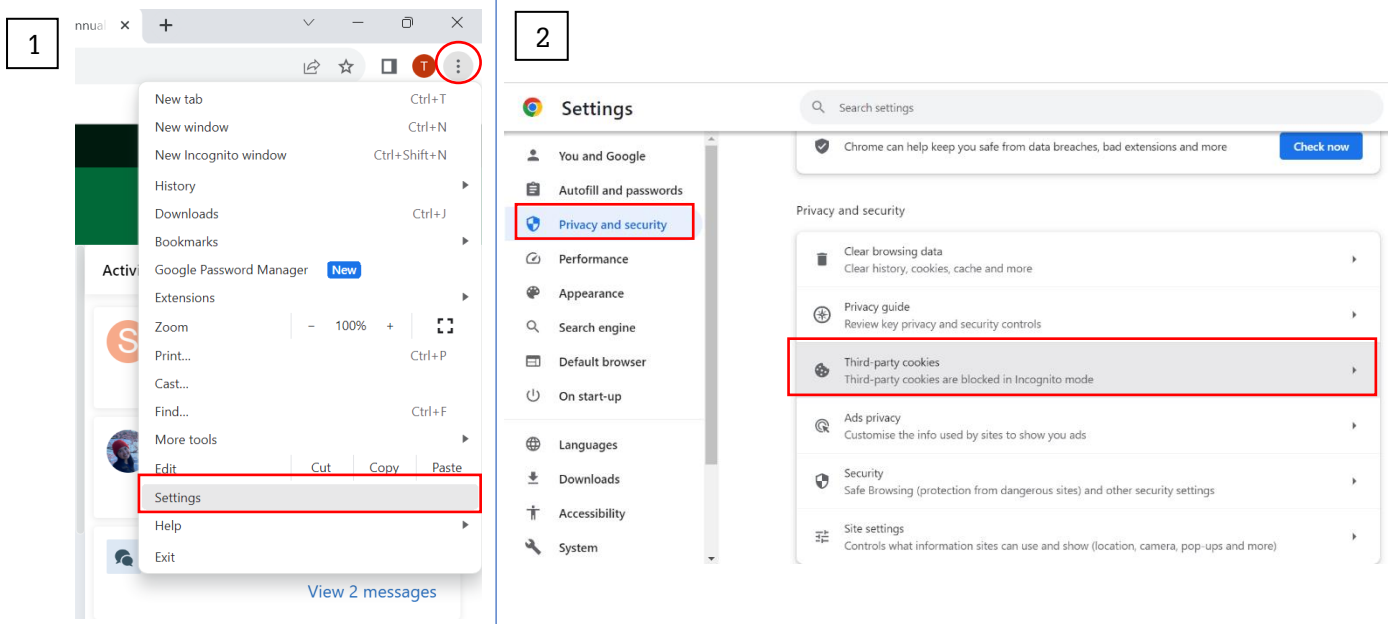 1
nnual
T
New tab Ctrl+T
New window Ctrl+N
New Incognito window Ctrl+Shift+N
History
Downloads Ctrl+J
Bookmarks
Activi
Google Password Manager New
Extensions
Zoom - 100% +
S
Print... Ctrl+P
Cast...
Find... Ctrl+F
More tools
Edit Cut Copy Paste
Settings
Help
Exit
View 2 messages
2
Settings
Search settings
You and Google
Autofill and passwords
Privacy and security
Performance
Appearance
Search engine
Default browser
On start-up
Languages
Downloads
Accessibility
System
Chrome can help keep you safe from data breaches, bad extensions and more
Check now
Privacy and security
Clear browsing data
Clear history, cookies, cache and more
Privacy guide
Review key privacy and security controls
Third-party cookies
Third-party cookies are blocked in Incognito mode
Ads privacy
Customise the info used by sites to show you ads
Security
Safe Browsing (protection from dangerous sites) and other security settings
Site settings
Controls what information sites can use and show (location, camera, pop-ups and more)